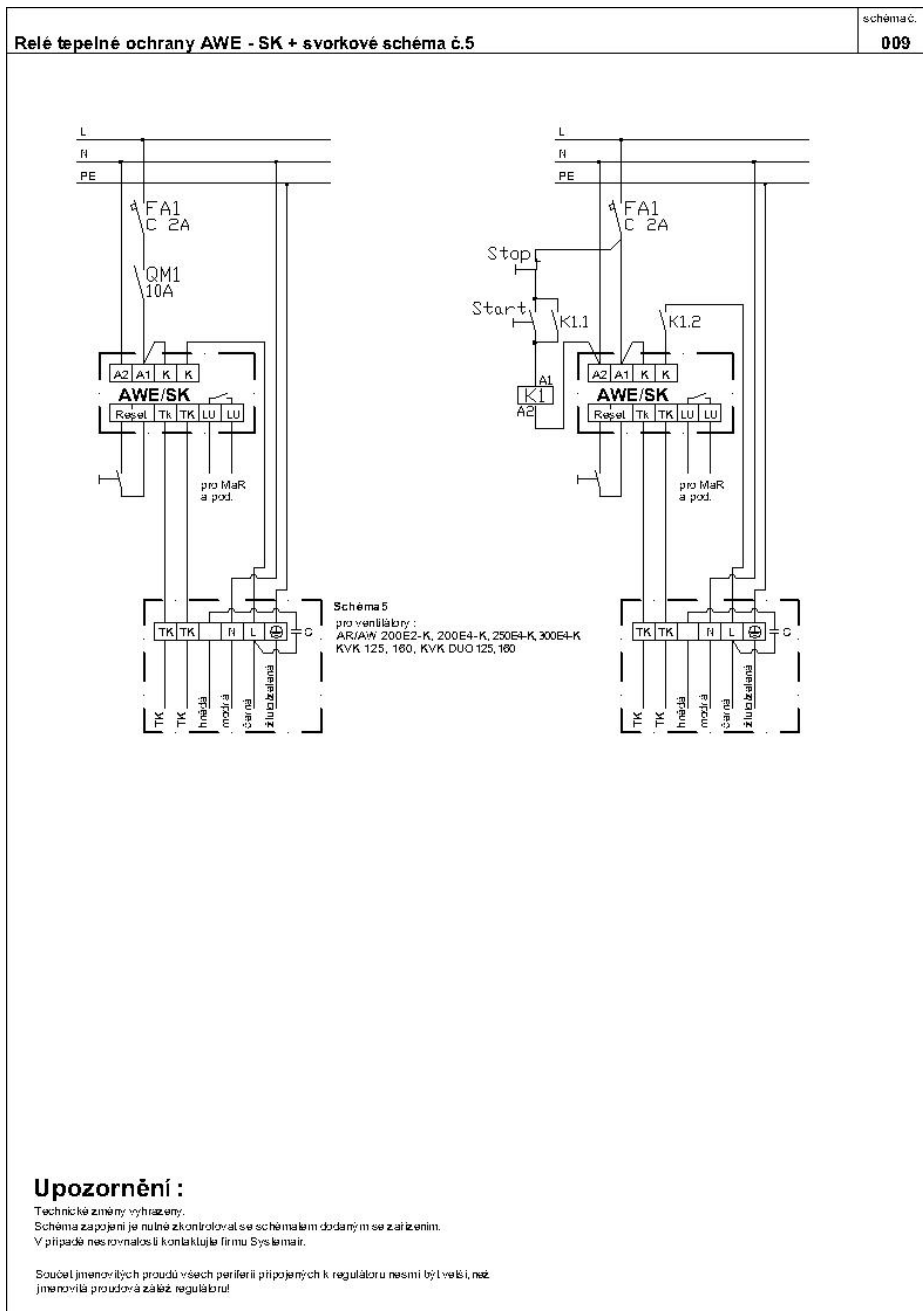 schéma č.
Relé tepelné ochrany AWE - SK + svorkové schéma č.5
009
L
N
PE
FA1
C 2A
QM1
10A
A2 A1 K K
AWE/SK
Reset Tk TK LU LU
pro MaR
a pod.
TK TK N L C
TK TK hnědá modrá černá žlutozelená
Schéma 5
pro ventilátory :
AR/AW 200E2-K, 200E4-K, 250E4-K, 300E4-K
KVK 125, 160, KVK DUO 125, 160
L
N
PE
FA1
C 2A
Stop
Start
K1.1
K1.2
A1
K1
A2
A2 A1 K K
AWE/SK
Reset Tk TK LU LU
pro MaR
a pod.
TK TK N L C
TK TK hnědá modrá černá žlutozelená
Upozornění :
Technické změny vyhrazeny.
Schéma zapojení je nutné zkontrolovat se schématem dodaným se zařízením.
V případě nesrovnalostí kontaktujte firmu Systemair.
Součet jmenovitých proudů všech periferií připojených k regulátoru nesmí být vetší, než
jmenovitá proudová zátěž regulátoru!